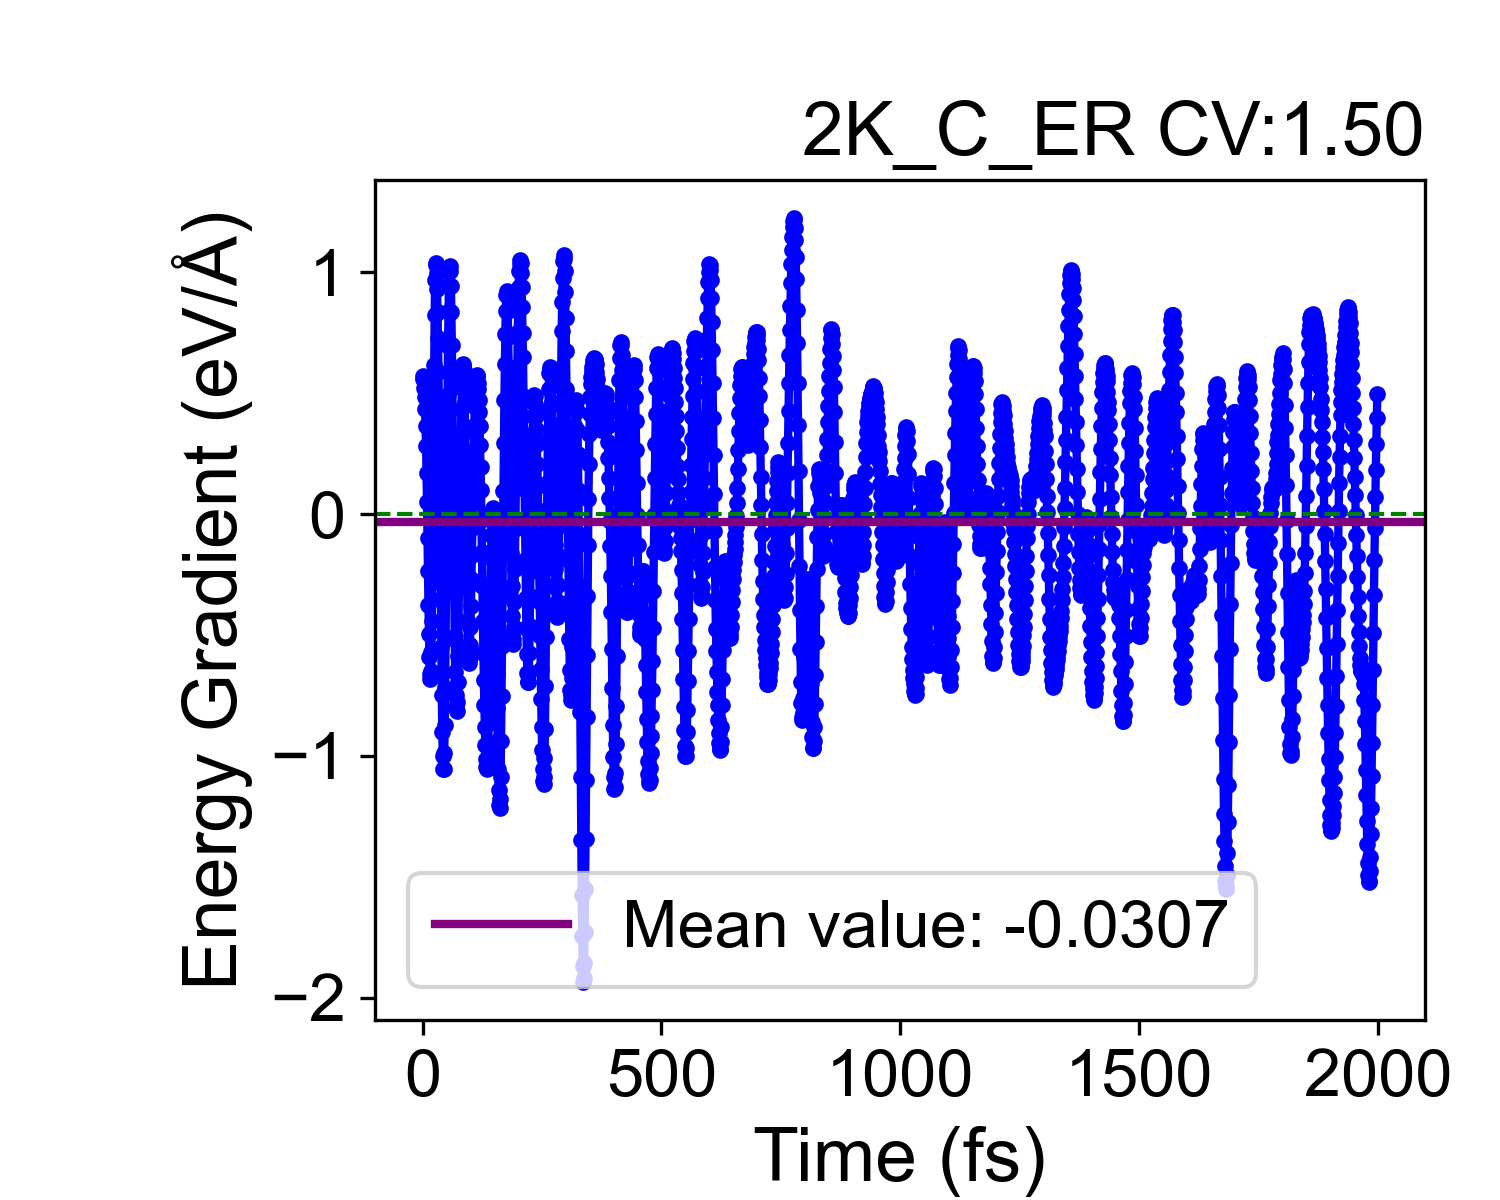 2K_C_ER CV:1.50
Energy Gradient (eV/Å)
1
0
−1
−2
Mean value: -0.0307
0 500 1000 1500 2000
Time (fs)